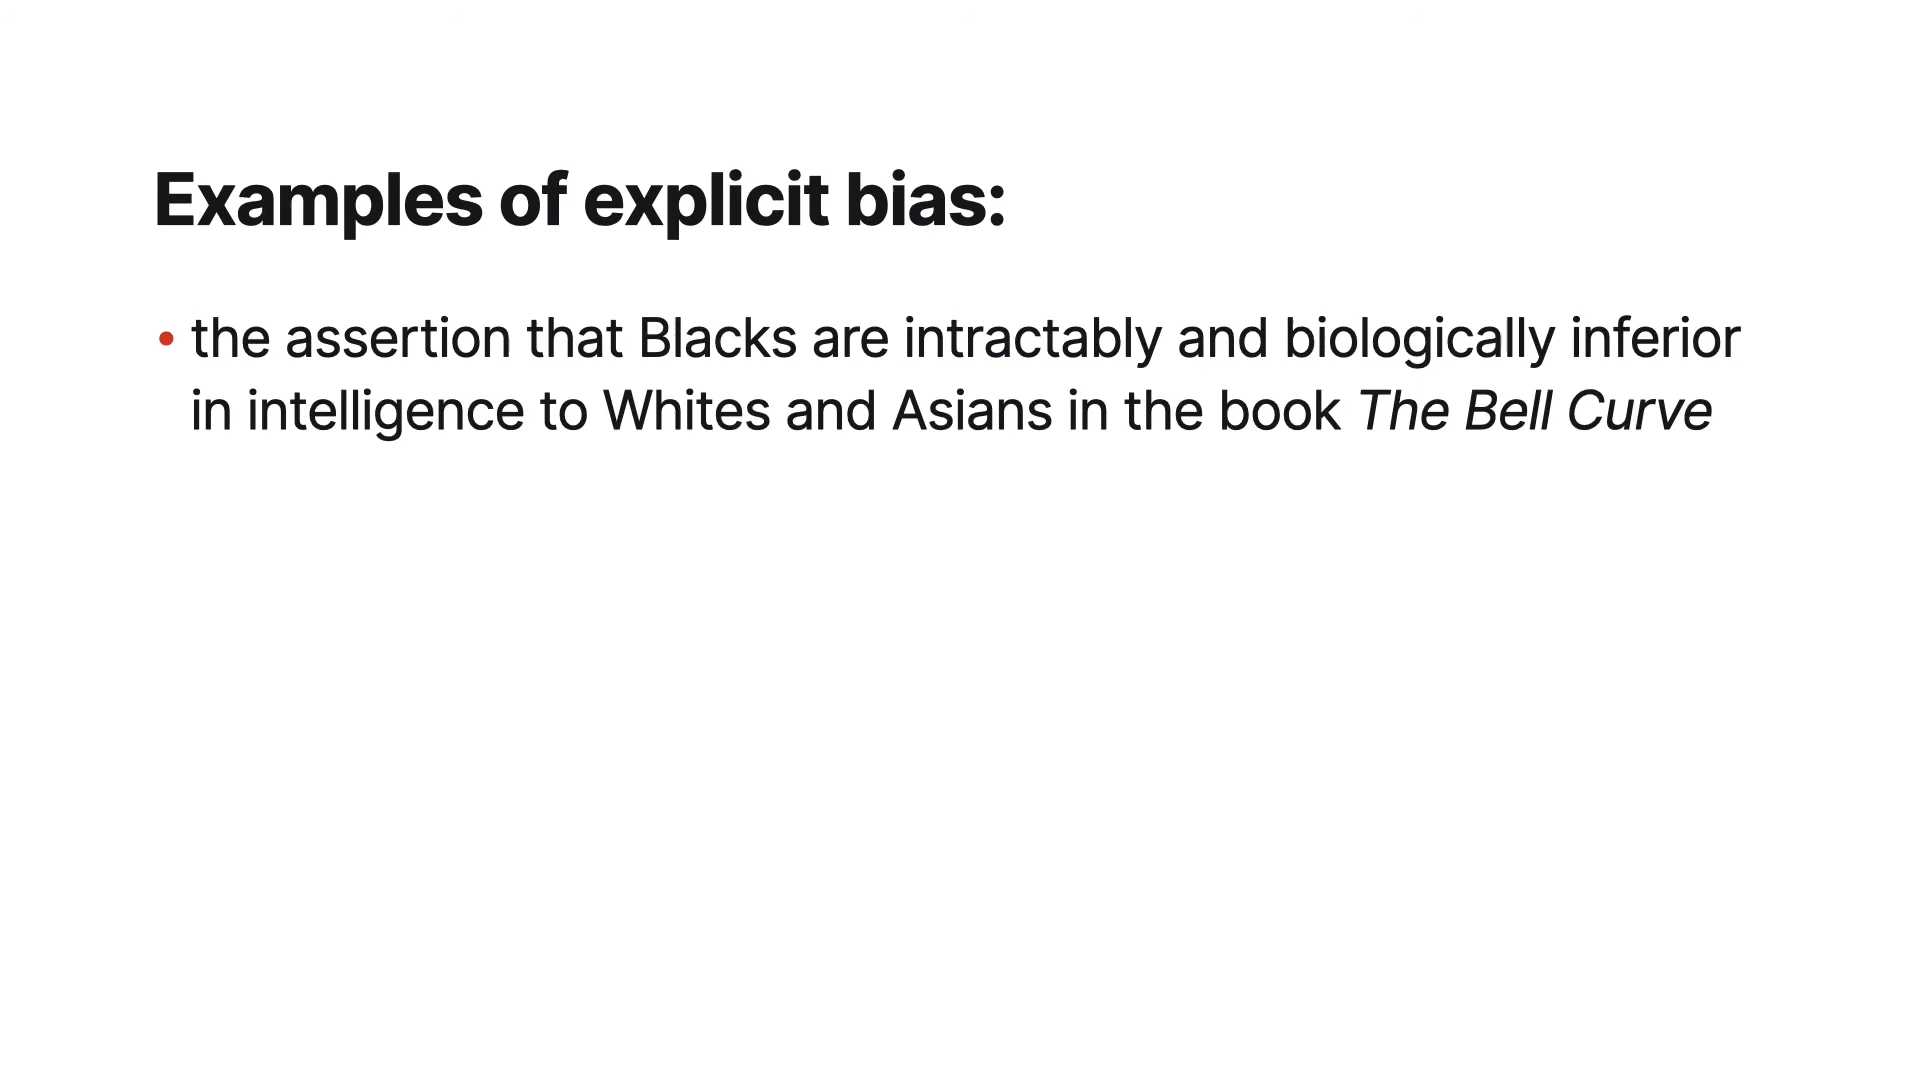 Examples of explicit bias:
• the assertion that Blacks are intractably and biologically inferior
in intelligence to Whites and Asians in the book The Bell Curve